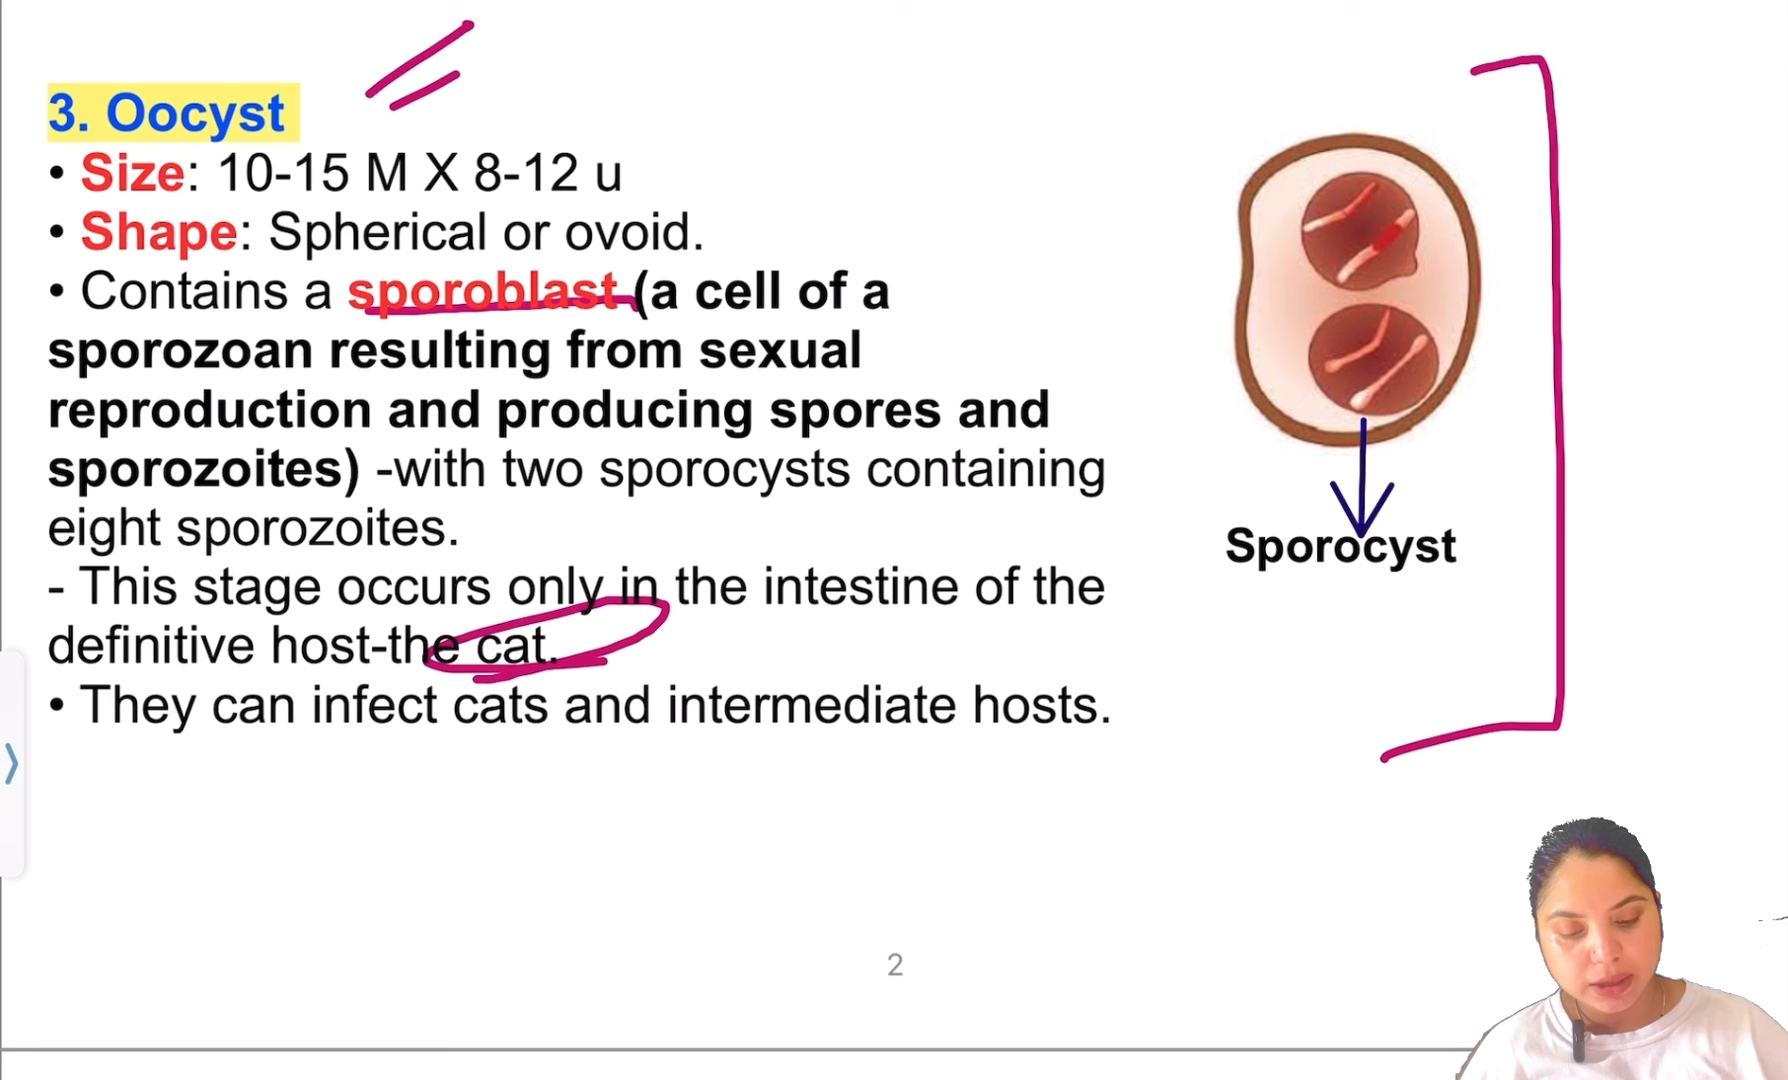 3. Oocyst
• Size: 10-15 M X 8-12 u
• Shape: Spherical or ovoid.
• Contains a sporoblast (a cell of a
sporozoan resulting from sexual
reproduction and producing spores and
sporozoites) -with two sporocysts containing
eight sporozoites.
- This stage occurs only in the intestine of the
definitive host-the cat.
• They can infect cats and intermediate hosts.
Sporocyst
2